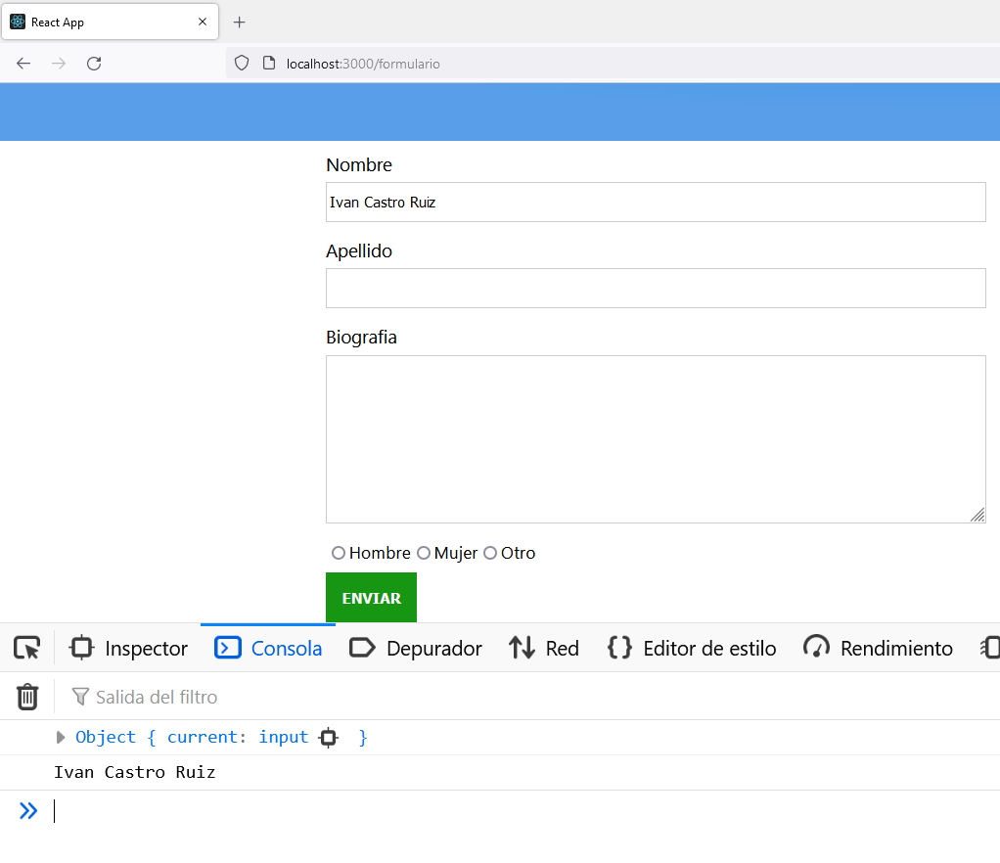 React App
localhost:3000/formulario
Nombre
Ivan Castro Ruiz
Apellido
Biografia
Hombre Mujer Otro
ENVIAR
Inspector Consola Depurador Red Editor de estilo Rendimiento
Salida del filtro
Object { current: input }
Ivan Castro Ruiz